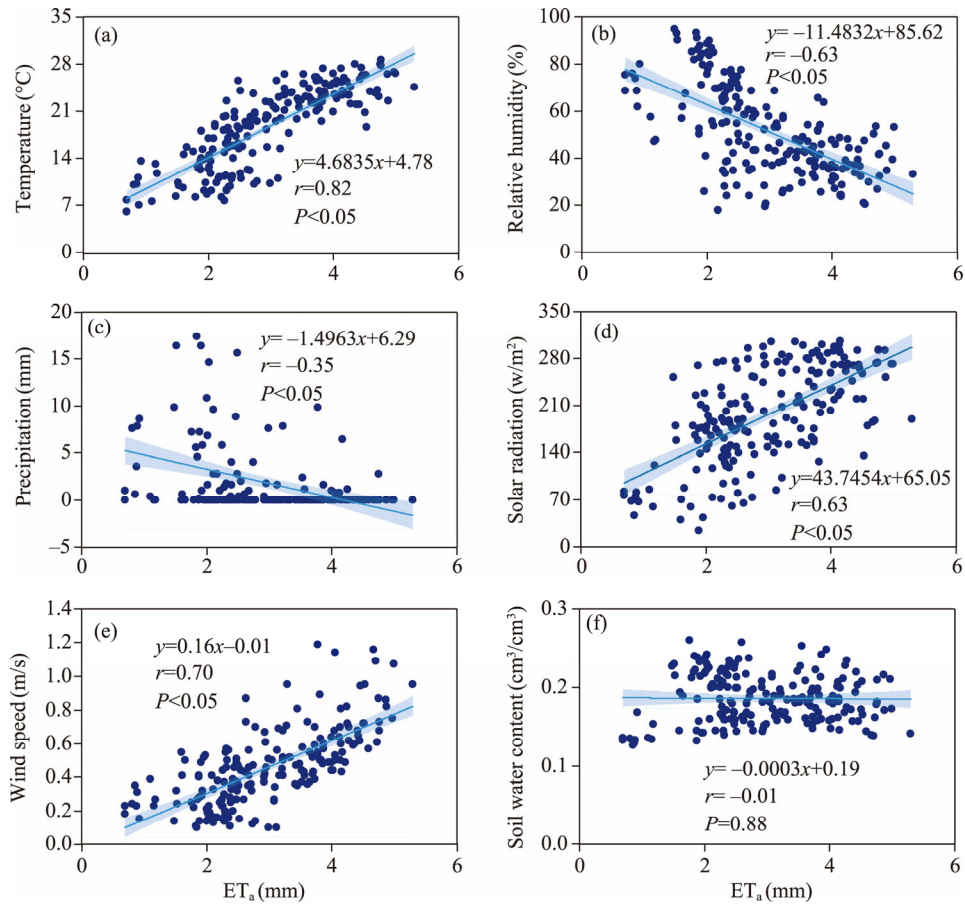 (a)
35
28
21
14
7
0
Temperature (°C)
y=4.6835x+4.78
r=0.82
P<0.05
0 2 4 6
(b)
100
80
60
40
20
0
Relative humidity (%)
y= –11.4832x+85.62
r= –0.63
P<0.05
0 2 4 6
(c)
20
15
10
5
0
–5
Precipitation (mm)
y= –1.4963x+6.29
r= –0.35
P<0.05
0 2 4 6
(d)
350
280
210
140
70
0
Solar radiation (w/m²)
y=43.7454x+65.05
r=0.63
P<0.05
0 2 4 6
(e)
1.4
1.2
1.0
0.8
0.6
0.4
0.2
0.0
Wind speed (m/s)
y=0.16x–0.01
r=0.70
P<0.05
0 2 4 6
ETa (mm)
(f)
0.3
0.2
0.1
0.0
Soil water content (cm³/cm³)
y= –0.0003x+0.19
r= –0.01
P=0.88
0 2 4 6
ETa (mm)